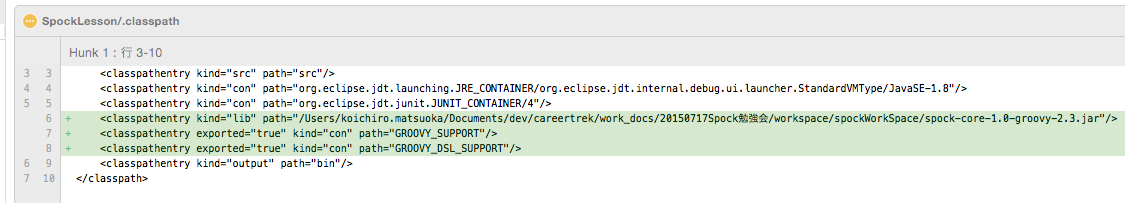 SpockLesson/.classpath
Hunk 1：行 3-10
3 3 <classpathentry kind="src" path="src"/>
4 4 <classpathentry kind="con" path="org.eclipse.jdt.launching.JRE_CONTAINER/org.eclipse.jdt.internal.debug.ui.launcher.StandardVMType/JavaSE-1.8"/>
5 5 <classpathentry kind="con" path="org.eclipse.jdt.junit.JUNIT_CONTAINER/4"/>
6 + <classpathentry kind="lib" path="/Users/koichiro.matsuoka/Documents/dev/careertrek/work_docs/20150717Spock勉強会/workspace/spockWorkSpace/spock-core-1.0-groovy-2.3.jar"/>
7 + <classpathentry exported="true" kind="con" path="GROOVY_SUPPORT"/>
8 + <classpathentry exported="true" kind="con" path="GROOVY_DSL_SUPPORT"/>
6 9 <classpathentry kind="output" path="bin"/>
7 10 </classpath>